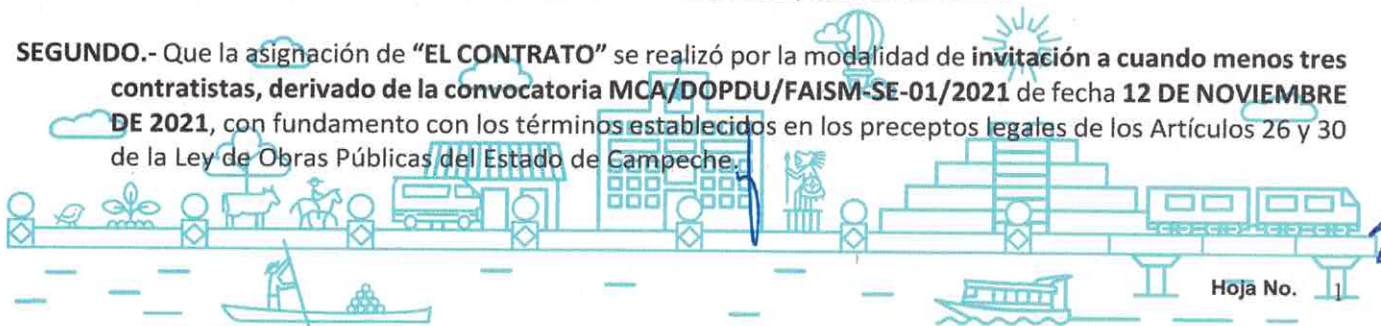 SEGUNDO.- Que la asignación de "EL CONTRATO" se realizó por la modalidad de invitación a cuando menos tres
contratistas, derivado de la convocatoria MCA/DOPDU/FAISM-SE-01/2021 de fecha 12 DE NOVIEMBRE
DE 2021, con fundamento con los términos establecidos en los preceptos legales de los Artículos 26 y 30
de la Ley de Obras Públicas del Estado de Campeche.
Hoja No. 1